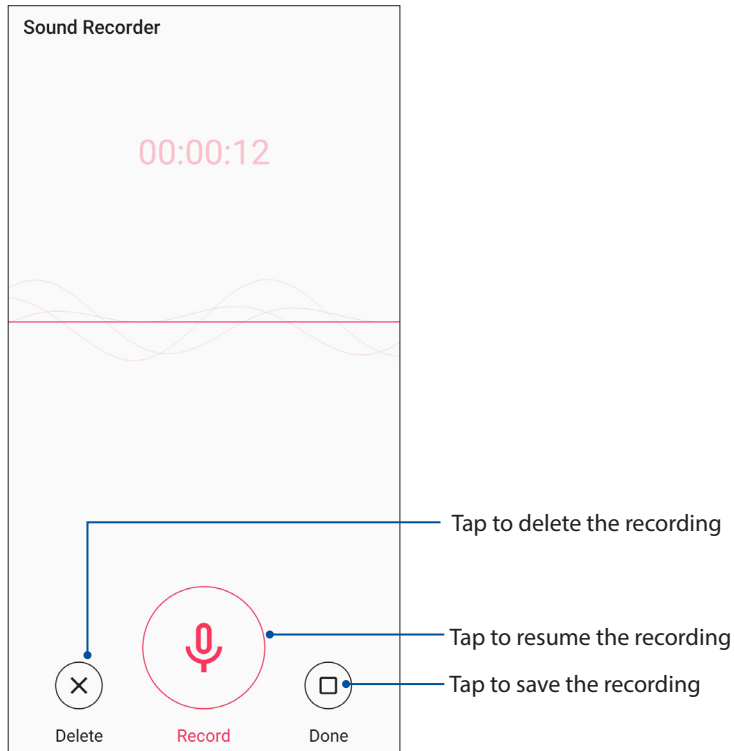 Sound Recorder
00:00:12
Tap to delete the recording
Tap to resume the recording
Tap to save the recording
Delete
Record
Done